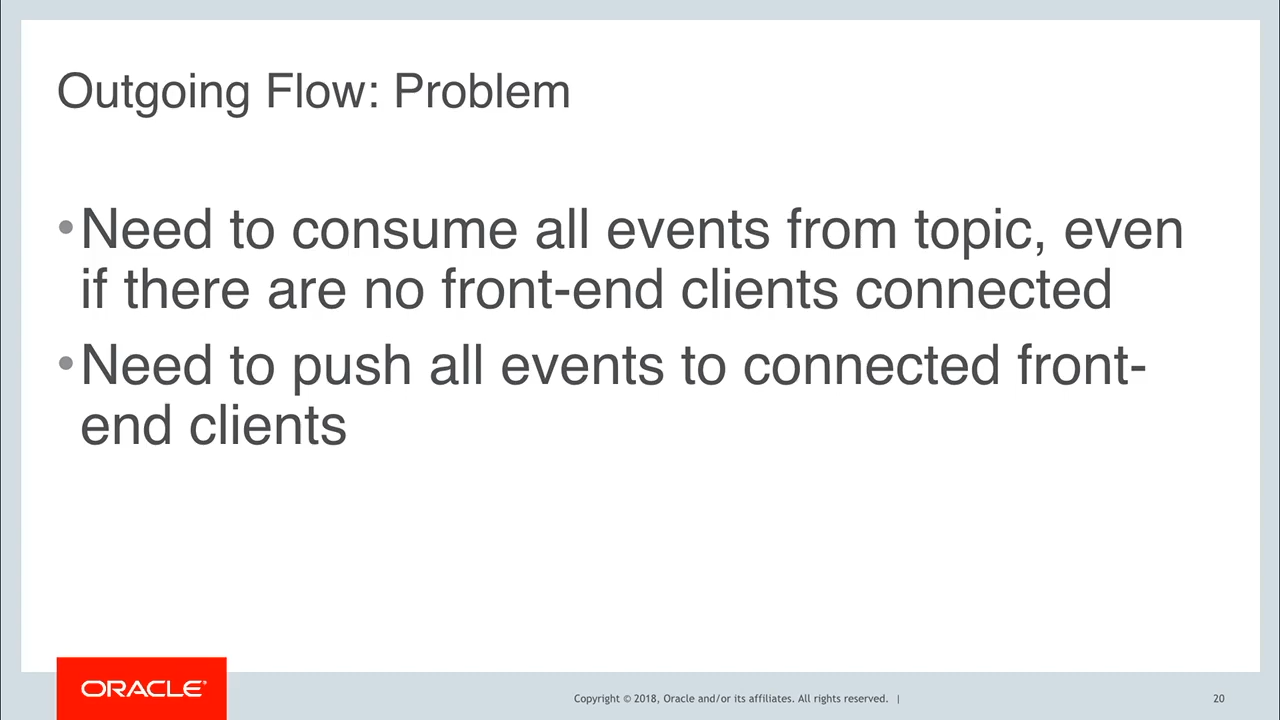 Outgoing Flow: Problem
•Need to consume all events from topic, even
if there are no front-end clients connected
•Need to push all events to connected front-
end clients
ORACLE®
Copyright © 2018, Oracle and/or its affiliates. All rights reserved. |
20